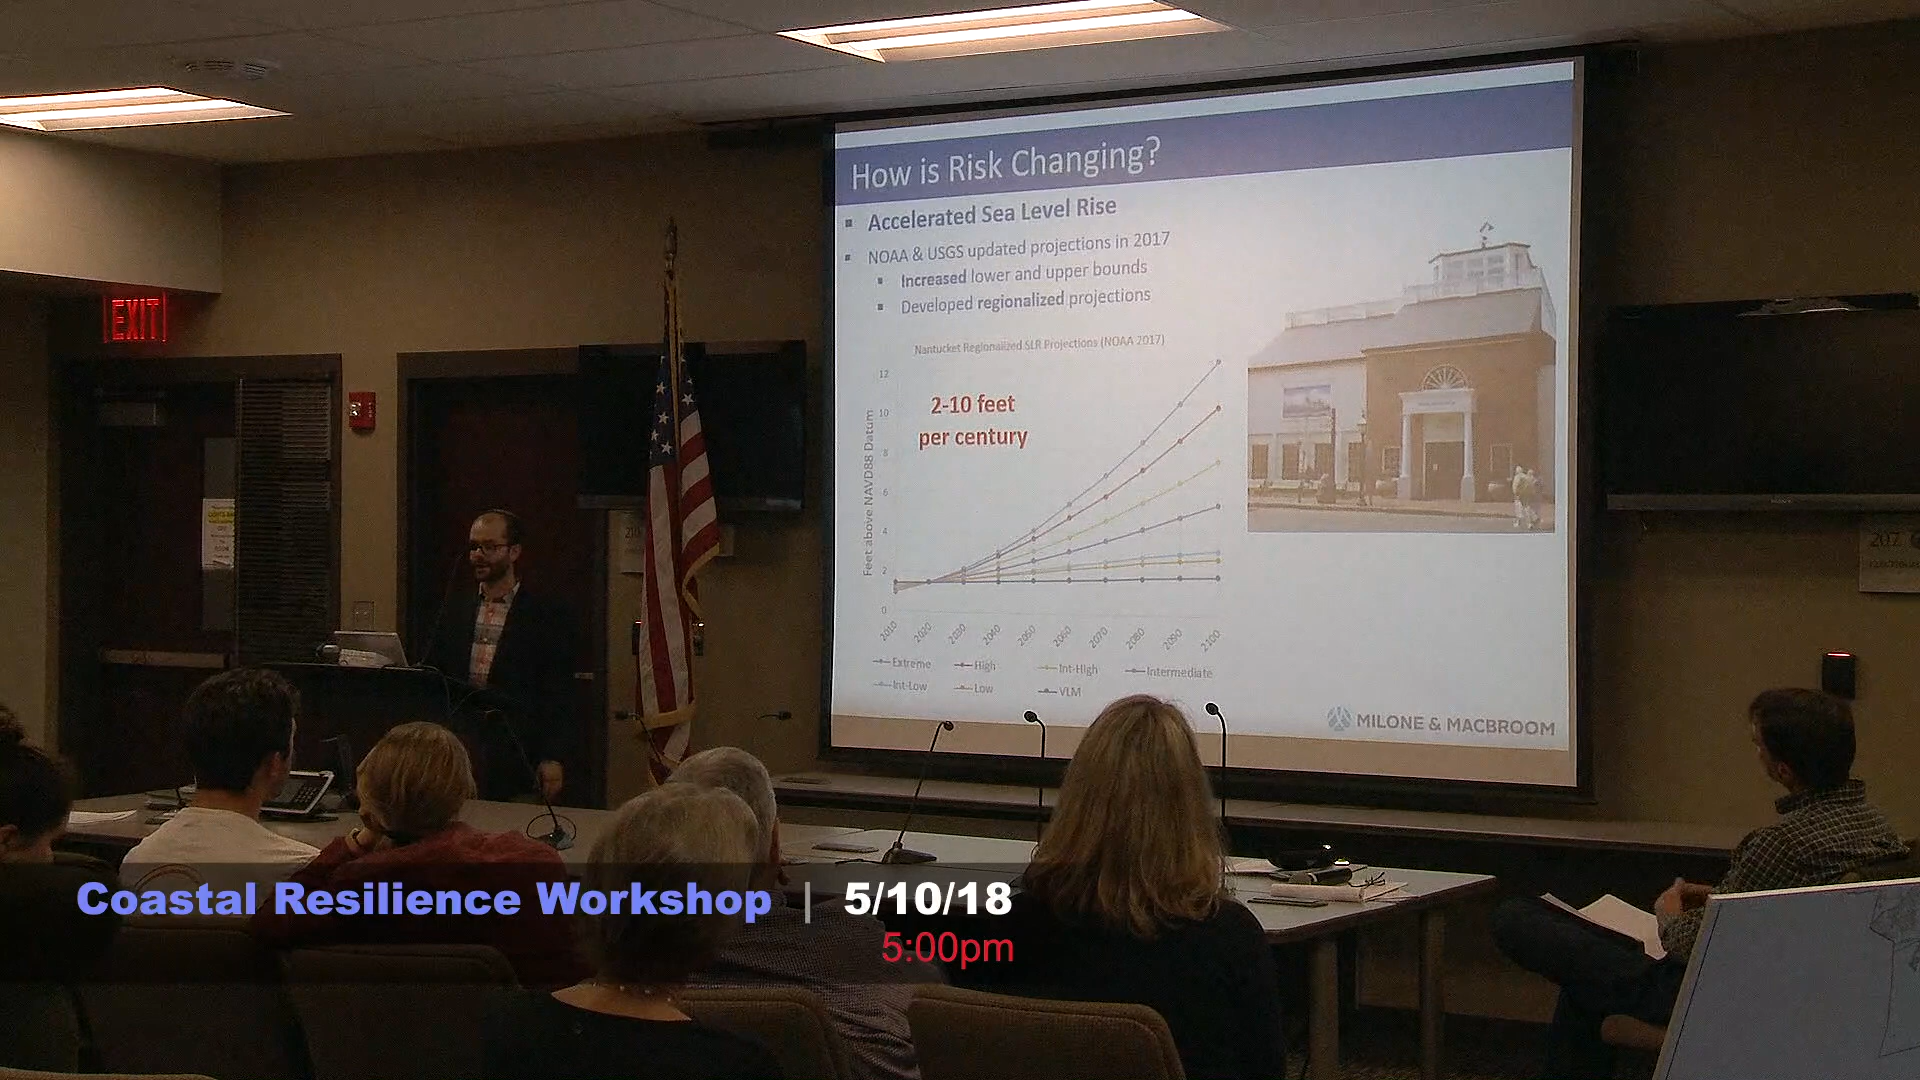 EXIT
How is Risk Changing?
▪ Accelerated Sea Level Rise
▪ NOAA & USGS updated projections in 2017
▪ Increased lower and upper bounds
▪ Developed regionalized projections
Nantucket Regionalized SLR Projections (NOAA 2017)
2-10 feet
per century
Feet above NAVD88 Datum
12
10
8
6
4
2
0
2010 2020 2030 2040 2050 2060 2070 2080 2090 2100
Extreme High Int-High Intermediate
Int-Low Low VLM
MILONE & MACBROOM
210
207
Coastal Resilience Workshop | 5/10/18
5:00pm